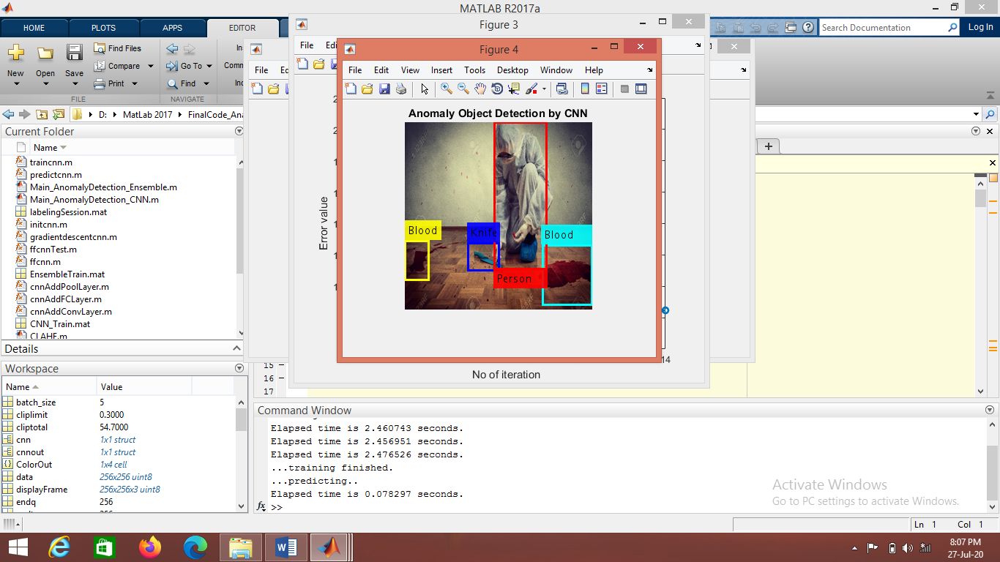 MATLAB R2017a
HOME
PLOTS
APPS
EDITOR
Search Documentation
Log In
Figure 3
File
Figure 4
File Edit View Insert Tools Desktop Window Help
New
Open
Save
Find Files
Compare
Print
Go To
Find
FILE
NAVIGATE
File
D: MatLab 2017
Current Folder
Name
traincnn.m
predictcnn.m
Main_AnomalyDetection_Ensemble.m
Main_AnomalyDetection_CNN.m
labelingSession.mat
initcnn.m
gradientdescentcnn.m
ffcnnTest.m
ffcnn.m
EnsembleTrain.mat
cnnAddPoolLayer.m
cnnAddFCLayer.m
cnnAddConvLayer.m
CNN_Train.mat
CLAHE.m
Details
Workspace
Name Value
batch_size 5
cliplimit 0.3000
cliptotal 54.7000
cnn 1x1 struct
cnnout 1x1 struct
ColorOut 1x4 cell
data 256x256 uint8
displayFrame 256x256x3 uint8
endq 256
Error value
Anomaly Object Detection by CNN
Blood
Knife
Blood
Person
14
No of iteration
15
16
17
Command Window
Elapsed time is 2.460743 seconds.
Elapsed time is 2.456951 seconds.
Elapsed time is 2.476526 seconds.
...training finished.
...predicting..
Elapsed time is 0.078297 seconds.
fx >>
Activate Windows
Go to PC settings to activate Windows.
Ln 1 Col 1
8:07 PM
27-Jul-20